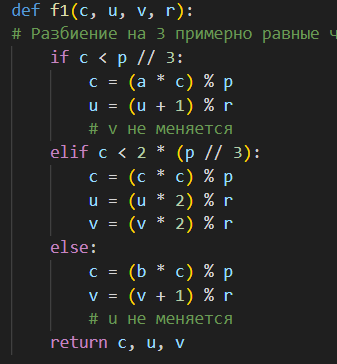 def f1(c, u, v, r):
# Разбиение на 3 примерно равные
    if c < p // 3:
        c = (a * c) % p
        u = (u + 1) % r
        # v не меняется
    elif c < 2 * (p // 3):
        c = (c * c) % p
        u = (u * 2) % r
        v = (v * 2) % r
    else:
        c = (b * c) % p
        v = (v + 1) % r
        # u не меняется
    return c, u, v